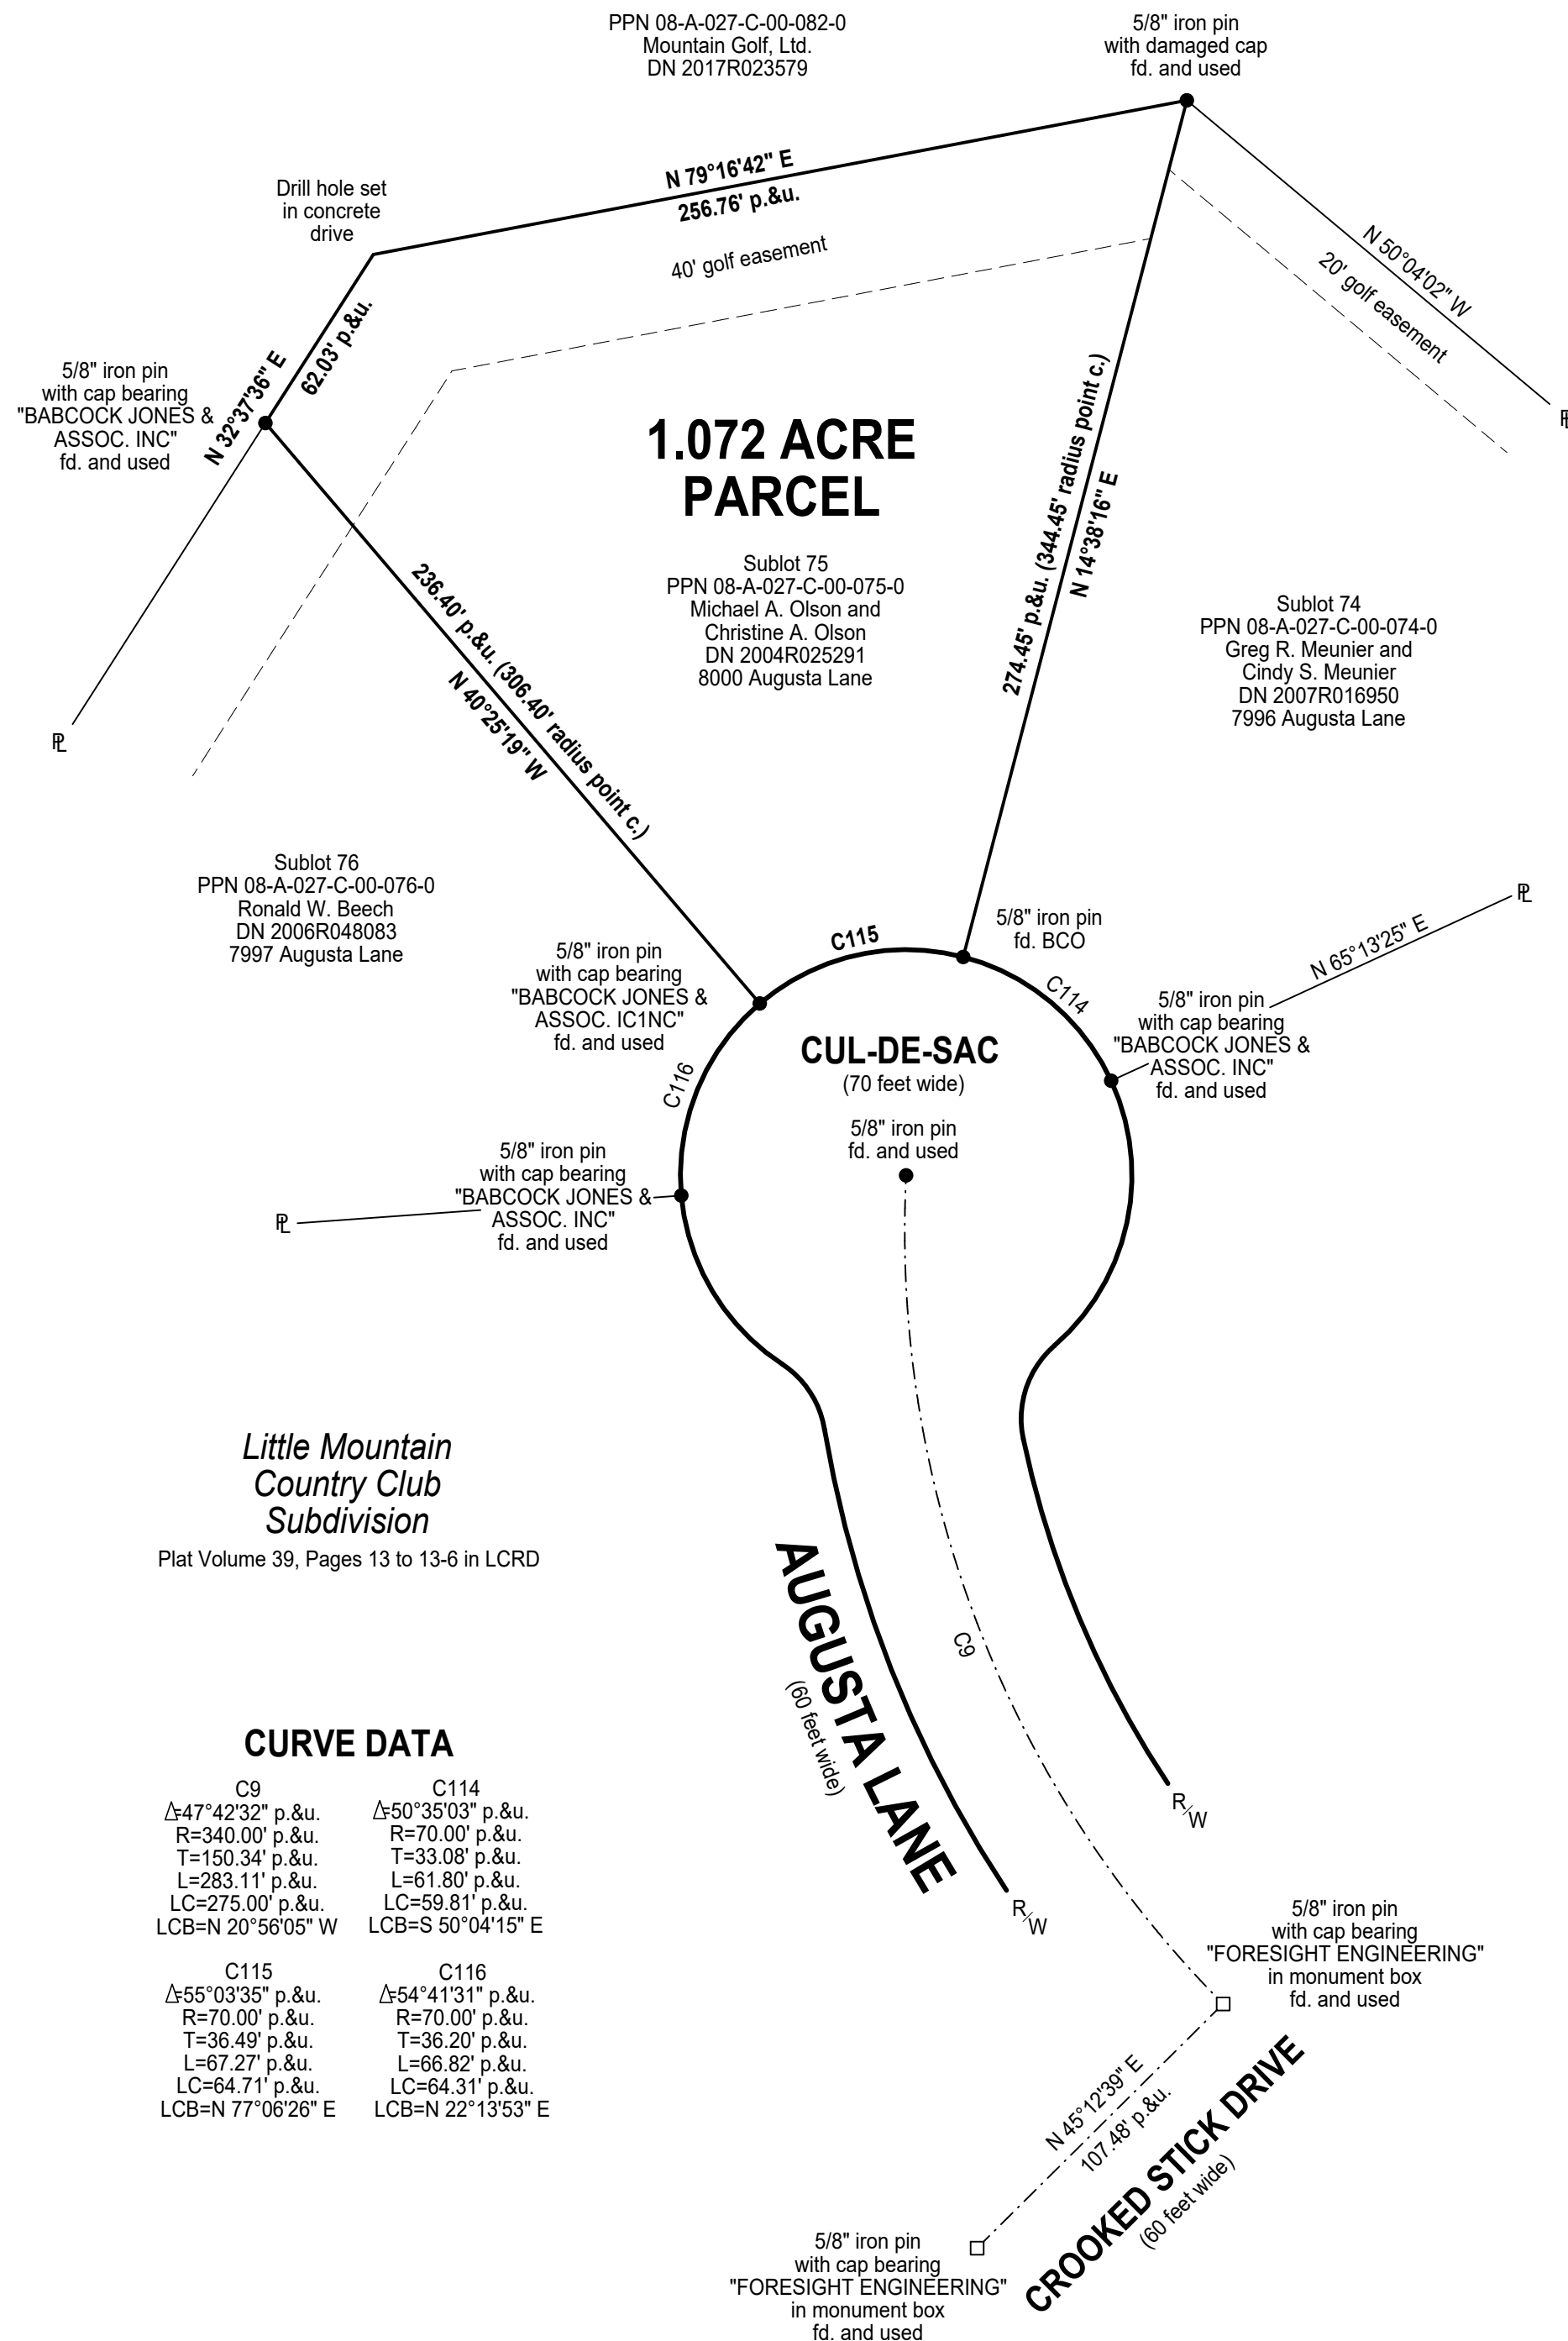 PPN 08-A-027-C-00-082-0
Mountain Golf, Ltd.
DN 2017R023579
5/8" iron pin
with damaged cap
fd. and used
N 79°16'42" E
256.76' p.&u.
Drill hole set
in concrete
drive
40' golf easement
N 50°04'02" W
20' golf easement
62.03' p.&u.
N 32°37'36" E
5/8" iron pin
with cap bearing
"BABCOCK JONES &
ASSOC. INC"
fd. and used
1.072 ACRE
PARCEL
274.45' p.&u. (344.45' radius point c.)
N 14°38'16" E
Sublot 75
PPN 08-A-027-C-00-075-0
Michael A. Olson and
Christine A. Olson
DN 2004R025291
8000 Augusta Lane
236.40' p.&u. (306.40' radius point c.)
N 40°25'19" W
Sublot 74
PPN 08-A-027-C-00-074-0
Greg R. Meunier and
Cindy S. Meunier
DN 2007R016950
7996 Augusta Lane
PL
PL
Sublot 76
PPN 08-A-027-C-00-076-0
Ronald W. Beech
DN 2006R048083
7997 Augusta Lane
5/8" iron pin
with cap bearing
"BABCOCK JONES &
ASSOC. IC1NC"
fd. and used
C115
5/8" iron pin
fd. BCO
C114
N 65°13'25" E
PL
5/8" iron pin
with cap bearing
"BABCOCK JONES &
ASSOC. INC"
fd. and used
CUL-DE-SAC
(70 feet wide)
C116
5/8" iron pin
fd. and used
5/8" iron pin
with cap bearing
"BABCOCK JONES &
ASSOC. INC"
fd. and used
PL
Little Mountain
Country Club
Subdivision
Plat Volume 39, Pages 13 to 13-6 in LCRD
AUGUSTA LANE
(60 feet wide)
C9
R/W
R/W
CURVE DATA
C9
Δ=47°42'32" p.&u.
R=340.00' p.&u.
T=150.34' p.&u.
L=283.11' p.&u.
LC=275.00' p.&u.
LCB=N 20°56'05" W
C114
Δ=50°35'03" p.&u.
R=70.00' p.&u.
T=33.08' p.&u.
L=61.80' p.&u.
LC=59.81' p.&u.
LCB=S 50°04'15" E
C115
Δ=55°03'35" p.&u.
R=70.00' p.&u.
T=36.49' p.&u.
L=67.27' p.&u.
LC=64.71' p.&u.
LCB=N 77°06'26" E
C116
Δ=54°41'31" p.&u.
R=70.00' p.&u.
T=36.20' p.&u.
L=66.82' p.&u.
LC=64.31' p.&u.
LCB=N 22°13'53" E
5/8" iron pin
with cap bearing
"FORESIGHT ENGINEERING"
in monument box
fd. and used
N 45°12'39" E
107.48' p.&u.
CROOKED STICK DRIVE
(60 feet wide)
5/8" iron pin
with cap bearing
"FORESIGHT ENGINEERING"
in monument box
fd. and used